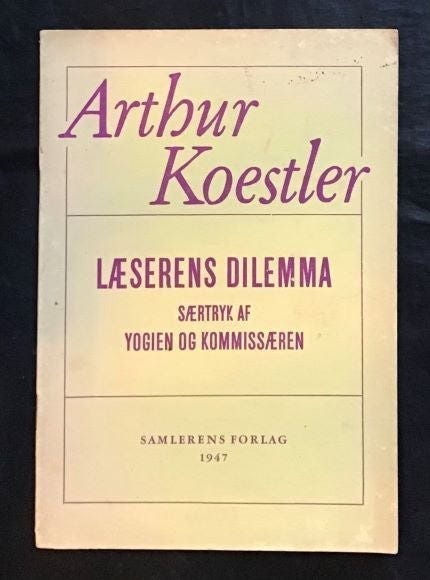 Arthur
Koestler
LÆSERENS DILEMMA
SÆRTRYK AF
YOGIEN OG KOMMISSÆREN
SAMLERENS FORLAG
1947